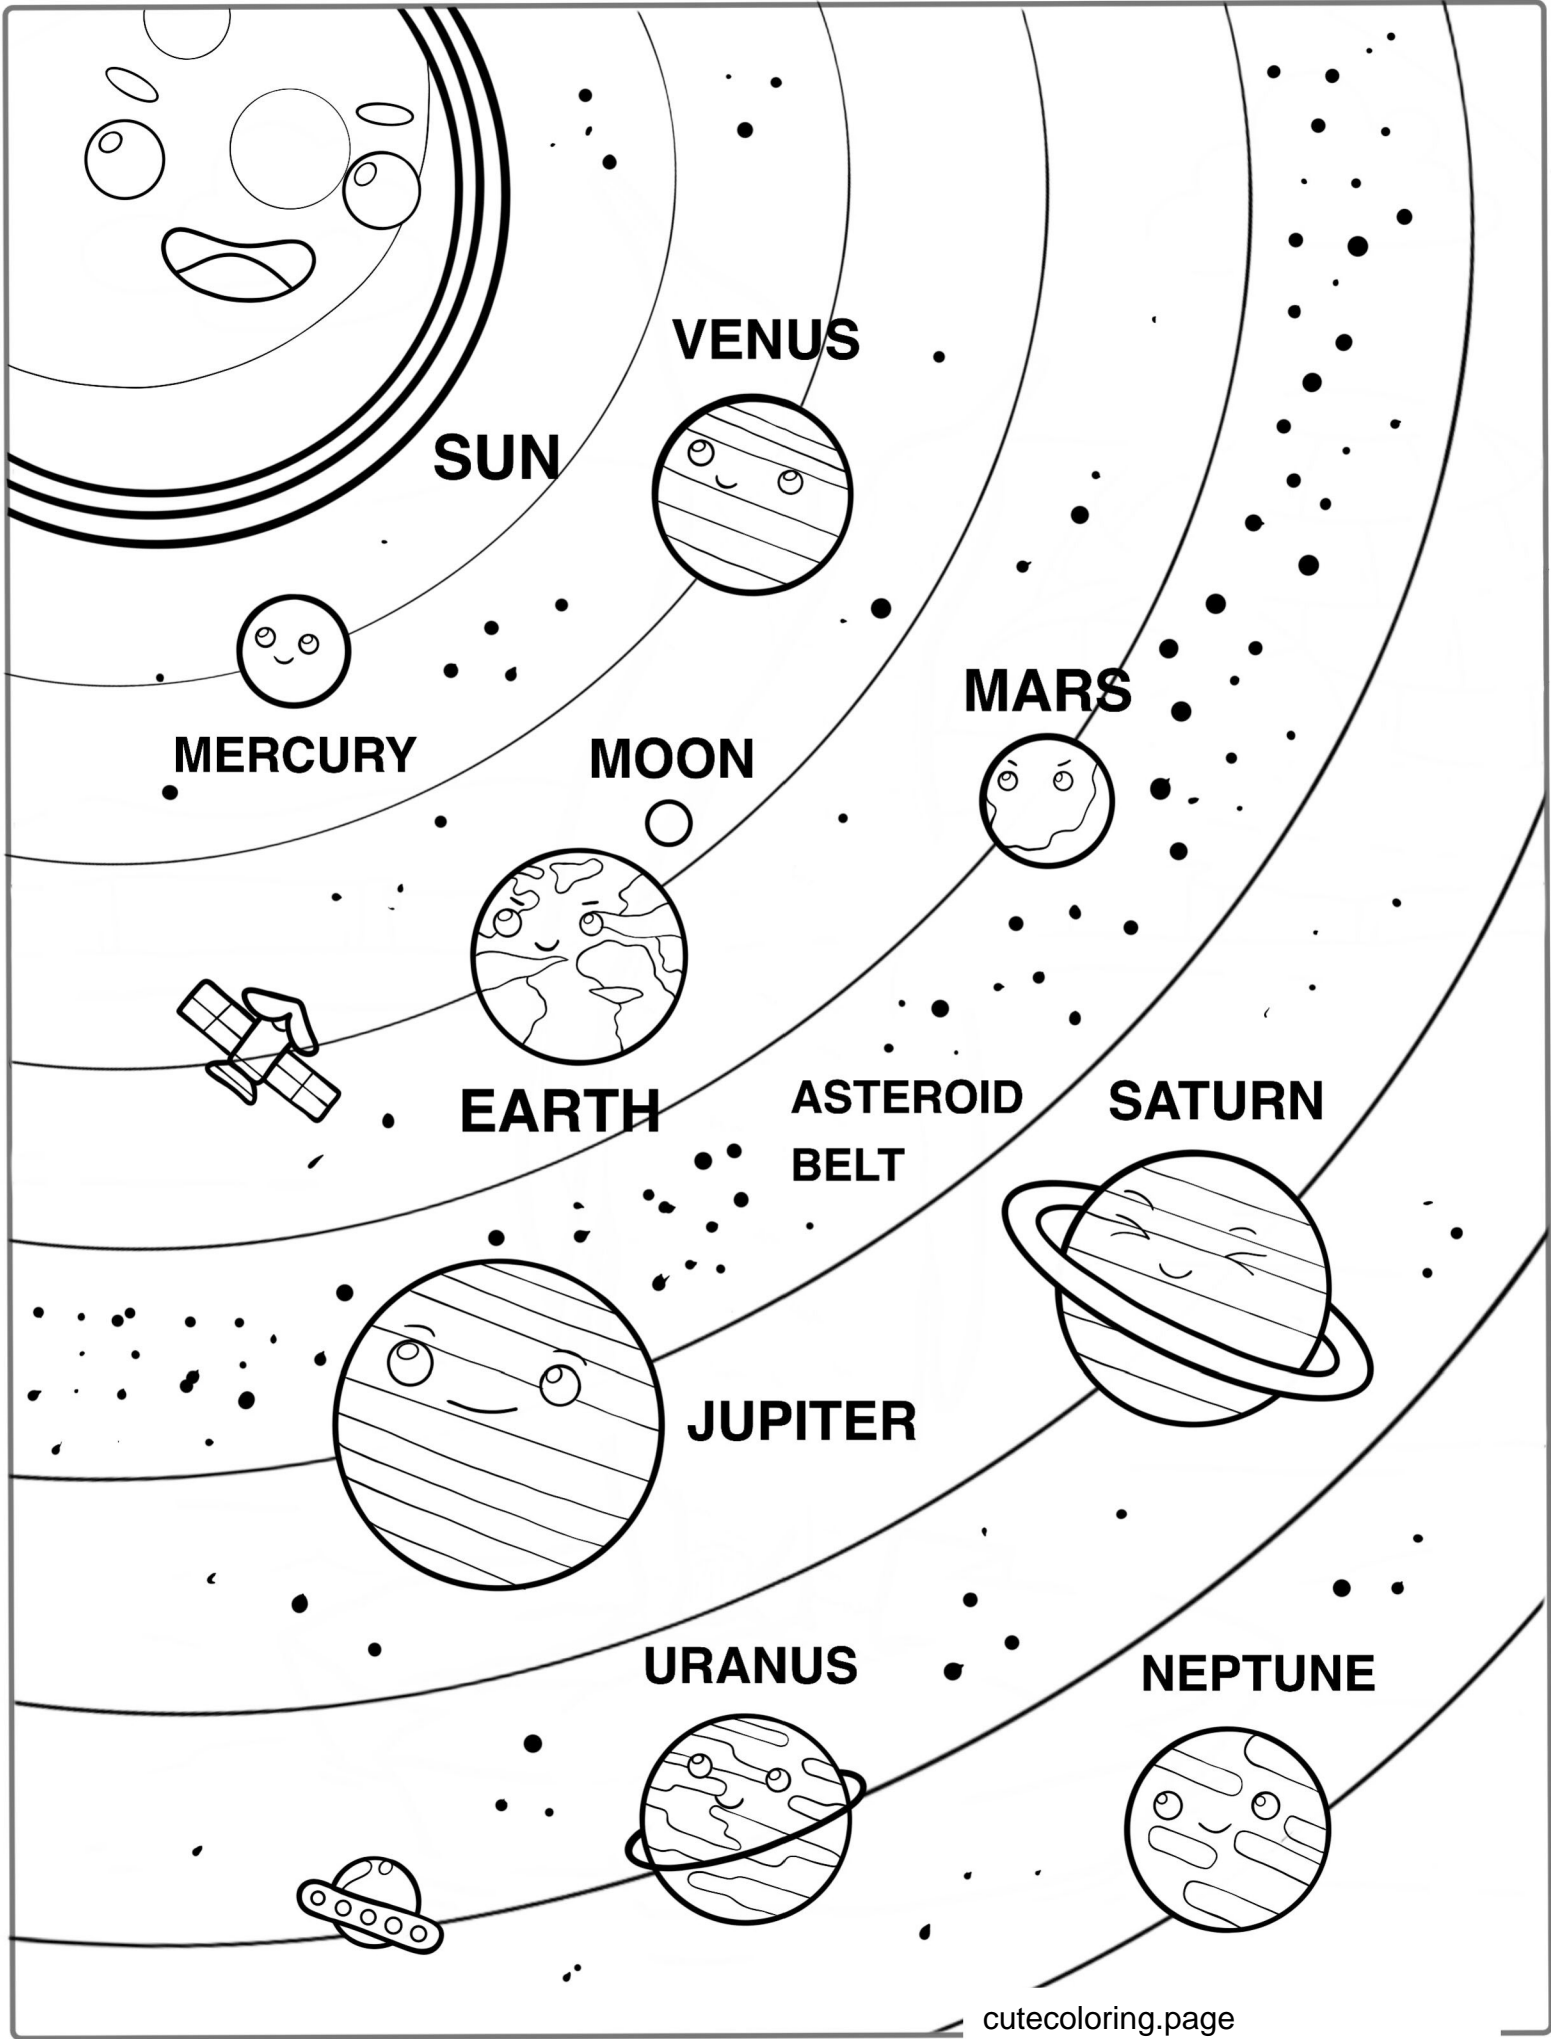 VENUS
SUN
MARS
MERCURY
MOON
EARTH
ASTEROID
BELT
SATURN
JUPITER
URANUS
NEPTUNE
cutecoloring.page